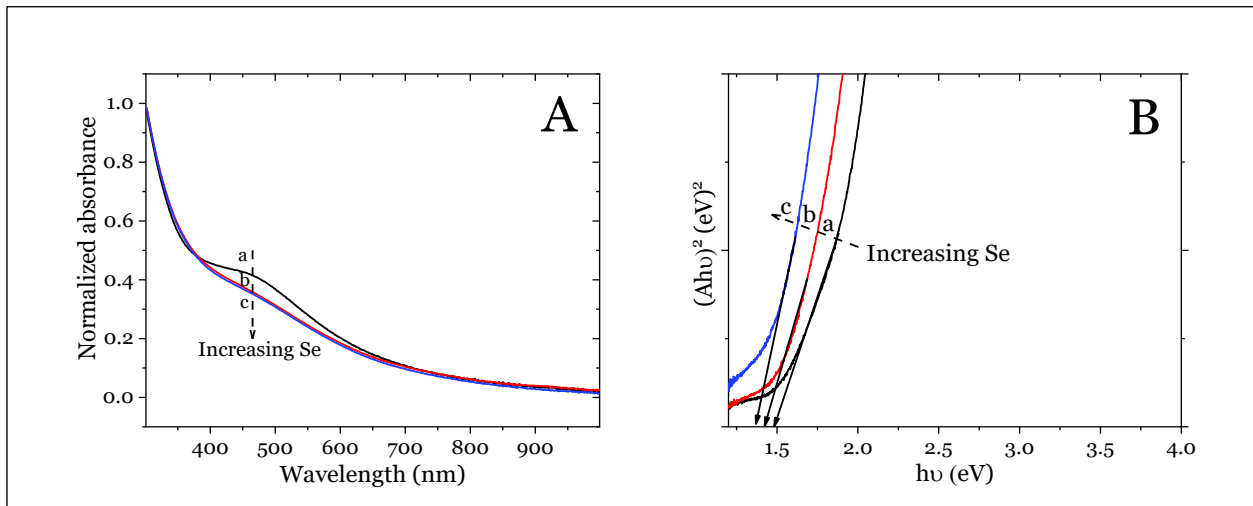 A
1.0
0.8
0.6
0.4
0.2
0.0
Normalized absorbance
a
b
c
Increasing Se
400 500 600 700 800 900
Wavelength (nm)
B
(Ahυ)² (eV)²
c b a
Increasing Se
1.5 2.0 2.5 3.0 3.5 4.0
hυ (eV)